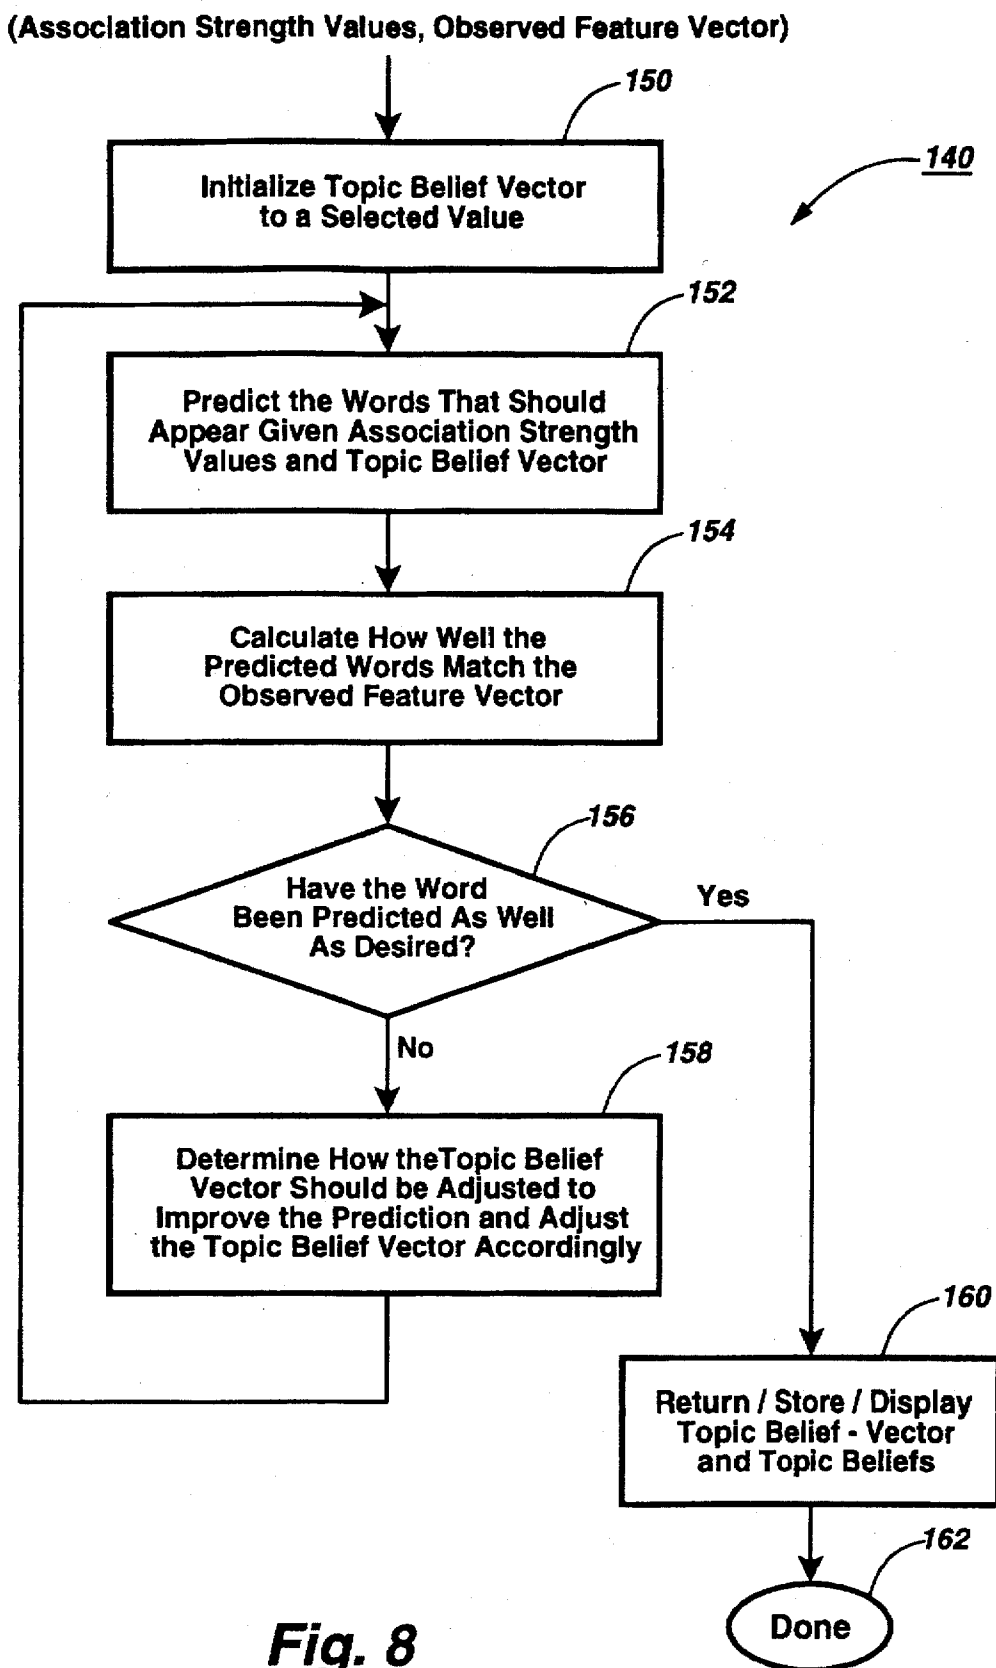 (Association Strength Values, Observed Feature Vector)
150
140
Initialize Topic Belief Vector
to a Selected Value
152
Predict the Words That Should
Appear Given Association Strength
Values and Topic Belief Vector
154
Calculate How Well the
Predicted Words Match the
Observed Feature Vector
156
Have the Word
Been Predicted As Well
As Desired?
Yes
No
158
Determine How theTopic Belief
Vector Should be Adjusted to
Improve the Prediction and Adjust
the Topic Belief Vector Accordingly
160
Return / Store / Display
Topic Belief - Vector
and Topic Beliefs
162
Done
Fig. 8